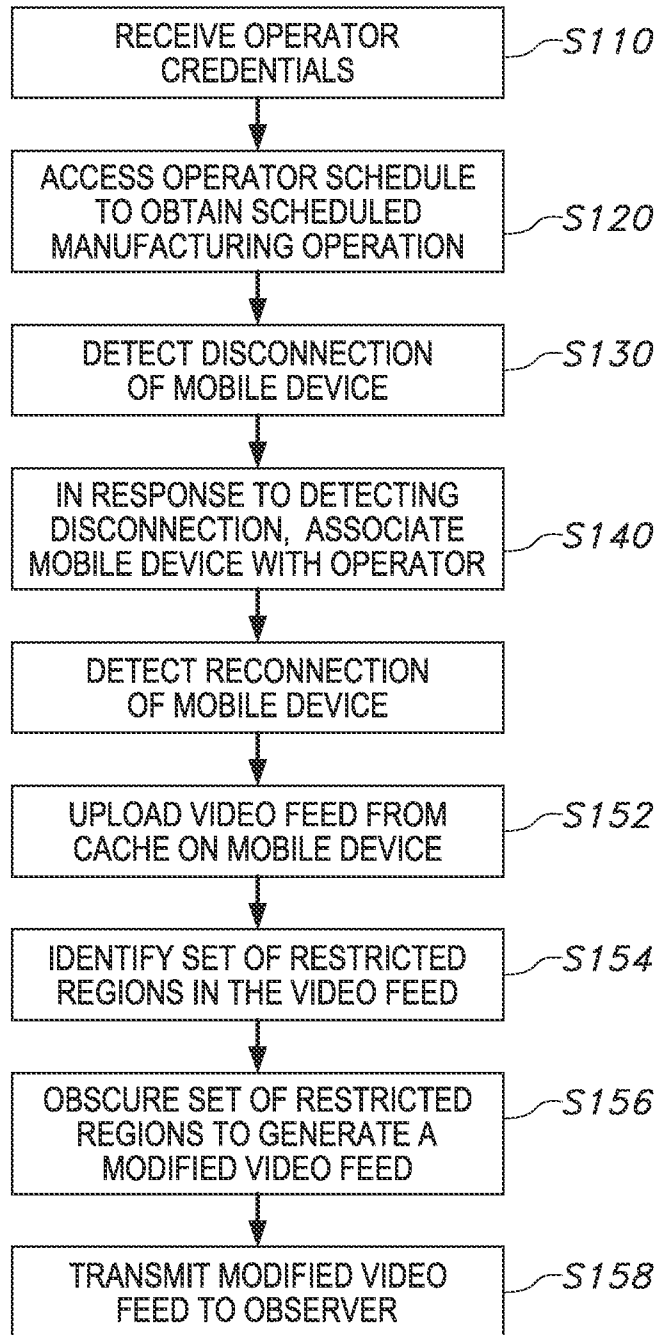 RECEIVE OPERATOR
CREDENTIALS
S110
ACCESS OPERATOR SCHEDULE
TO OBTAIN SCHEDULED
MANUFACTURING OPERATION
S120
DETECT DISCONNECTION
OF MOBILE DEVICE
S130
IN RESPONSE TO DETECTING
DISCONNECTION, ASSOCIATE
MOBILE DEVICE WITH OPERATOR
S140
DETECT RECONNECTION
OF MOBILE DEVICE
UPLOAD VIDEO FEED FROM
CACHE ON MOBILE DEVICE
S152
IDENTIFY SET OF RESTRICTED
REGIONS IN THE VIDEO FEED
S154
OBSCURE SET OF RESTRICTED
REGIONS TO GENERATE A
MODIFIED VIDEO FEED
S156
TRANSMIT MODIFIED VIDEO
FEED TO OBSERVER
S158